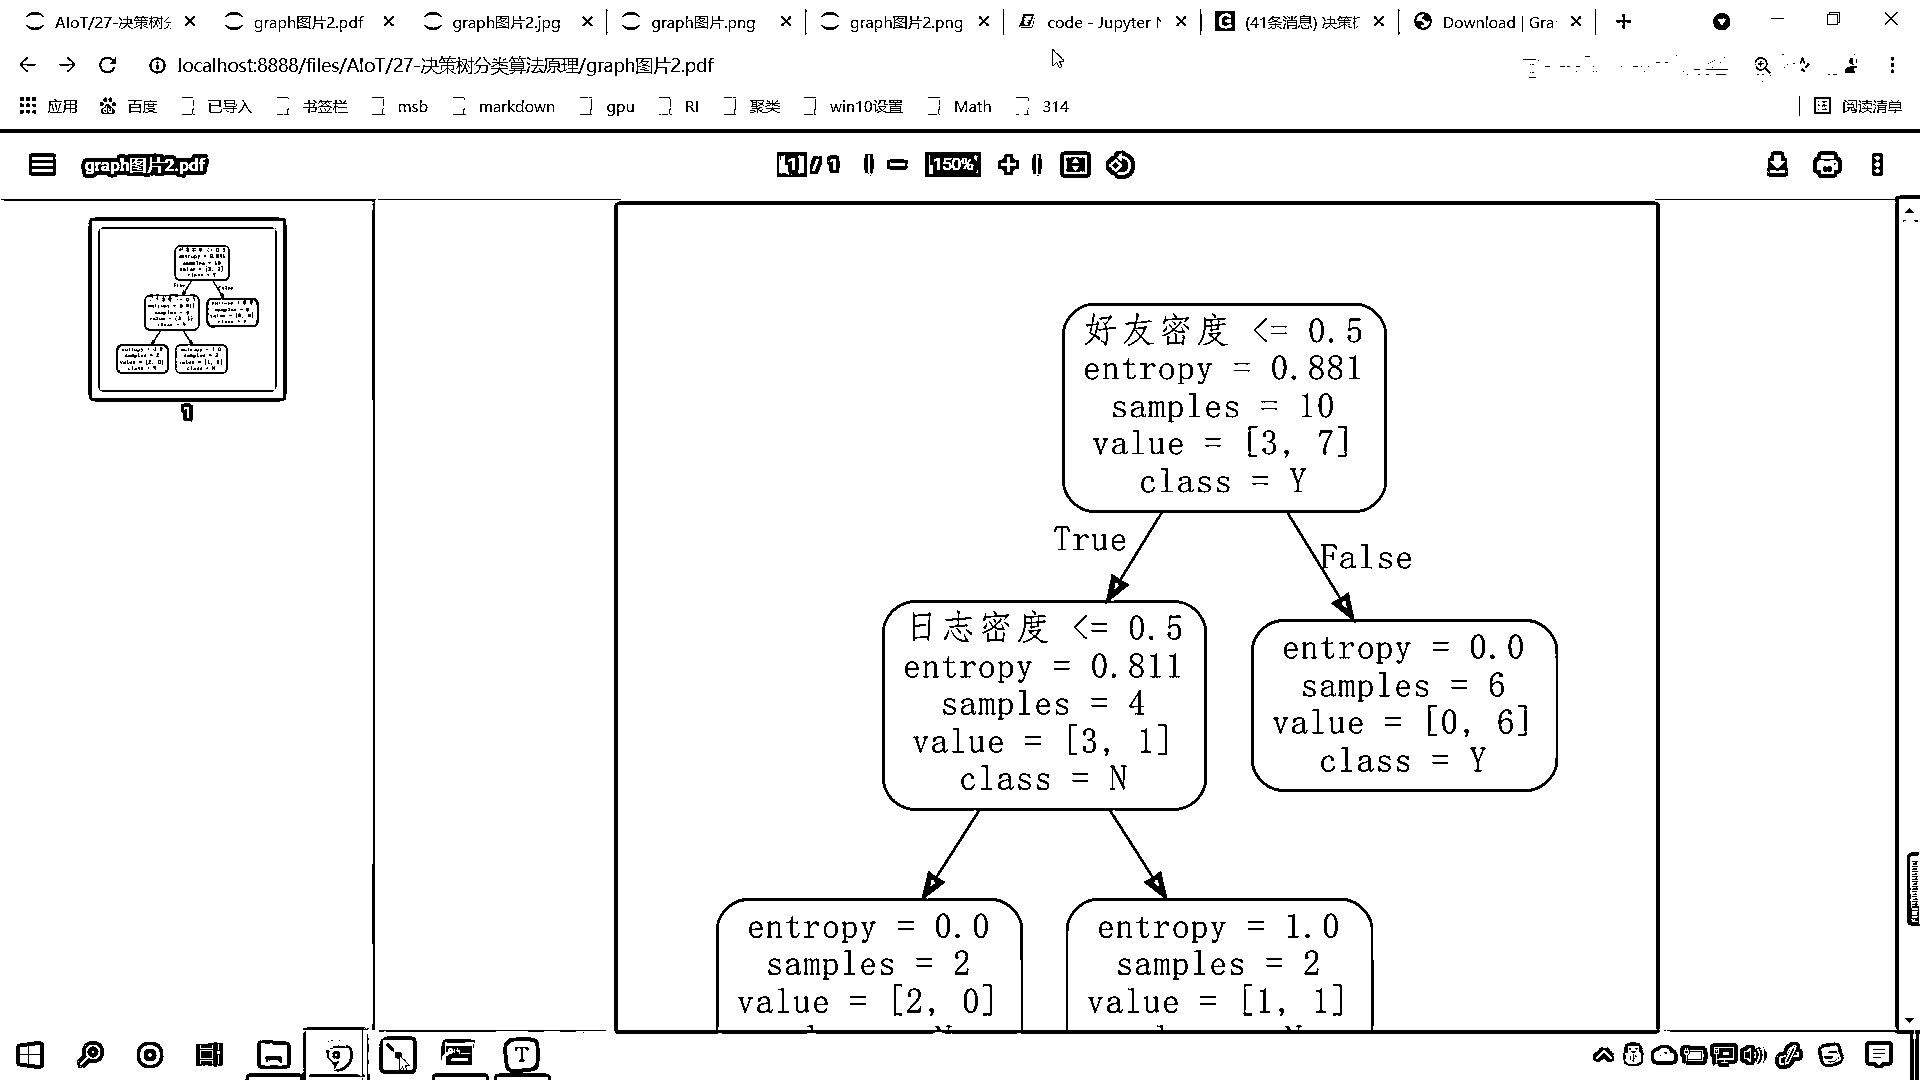 AIoT/27-决策树分
graph图片2.pdf
graph图片2.jpg
graph图片.png
graph图片2.png
code - Jupyter N
(41条消息) 决策树
Download | Gra
localhost:8888/files/AIoT/27-决策树分类算法原理/graph图片2.pdf
应用
百度
已导入
书签栏
msb
markdown
gpu
RI
聚类
win10设置
Math
314
阅读清单
graph图片2.pdf
1 / 1
150%
1
好友密度 <= 0.5
entropy = 0.881
samples = 10
value = [3, 7]
class = Y
True
False
日志密度 <= 0.5
entropy = 0.811
samples = 4
value = [3, 1]
class = N
entropy = 0.0
samples = 6
value = [0, 6]
class = Y
entropy = 0.0
samples = 2
value = [2, 0]
entropy = 1.0
samples = 2
value = [1, 1]